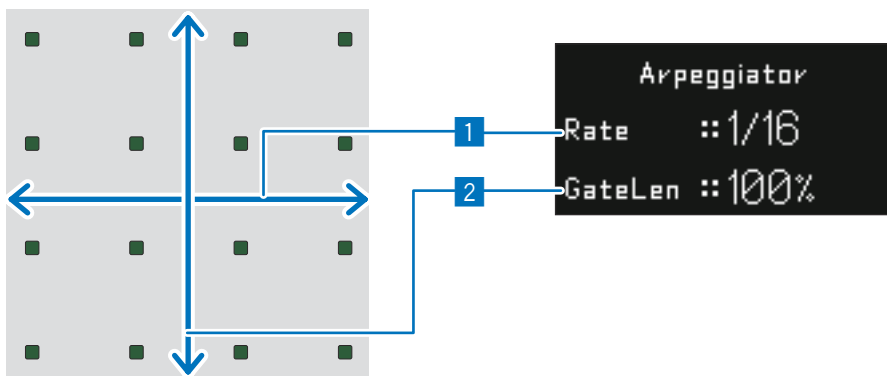 Arpeggiator
1
Rate ::1/16
2
GateLen ::100%